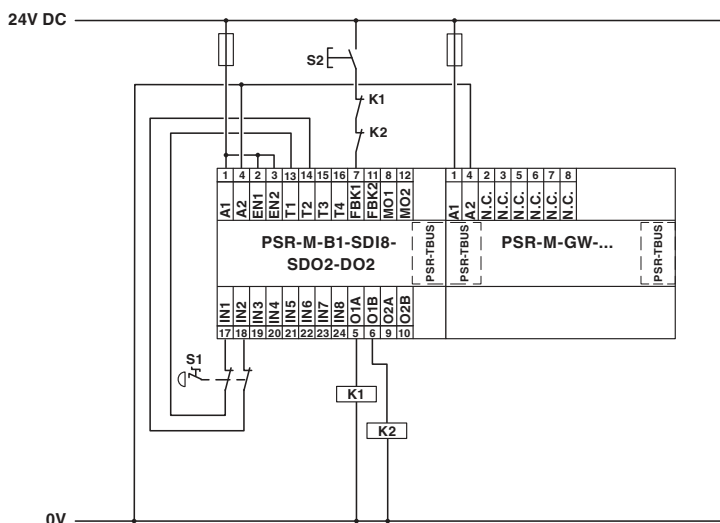 24V DC
S2
K1
K2
1 4 2 3 13 14 15 16 7 11 8 12
1 4 2 3 5 6 7 8
A1 A2 EN1 EN2 T1 T2 T3 T4 FBK1 FBK2 MO1 MO2
A1 A2 N.C. N.C. N.C. N.C. N.C. N.C.
PSR-M-B1-SDI8-
SDO2-DO2
PSR-TBUS
PSR-TBUS
PSR-M-GW-...
PSR-TBUS
IN1 IN2 IN3 IN4 IN5 IN6 IN7 IN8 O1A O1B O2A O2B
17 18 19 20 21 22 23 24 5 6 9 10
S1
K1
K2
0V